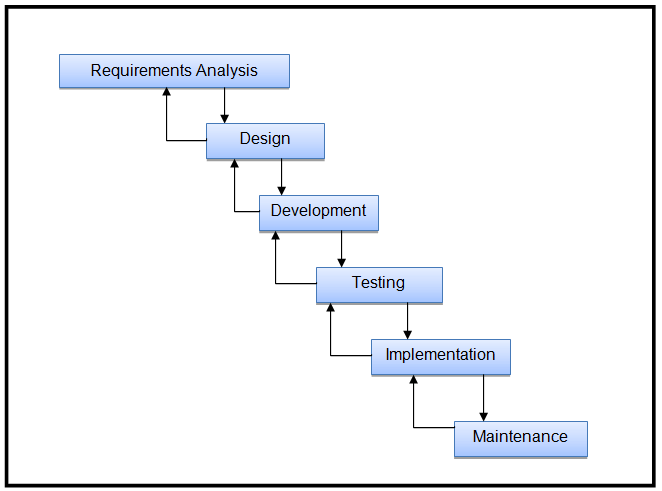 Requirements Analysis
Design
Development
Testing
Implementation
Maintenance